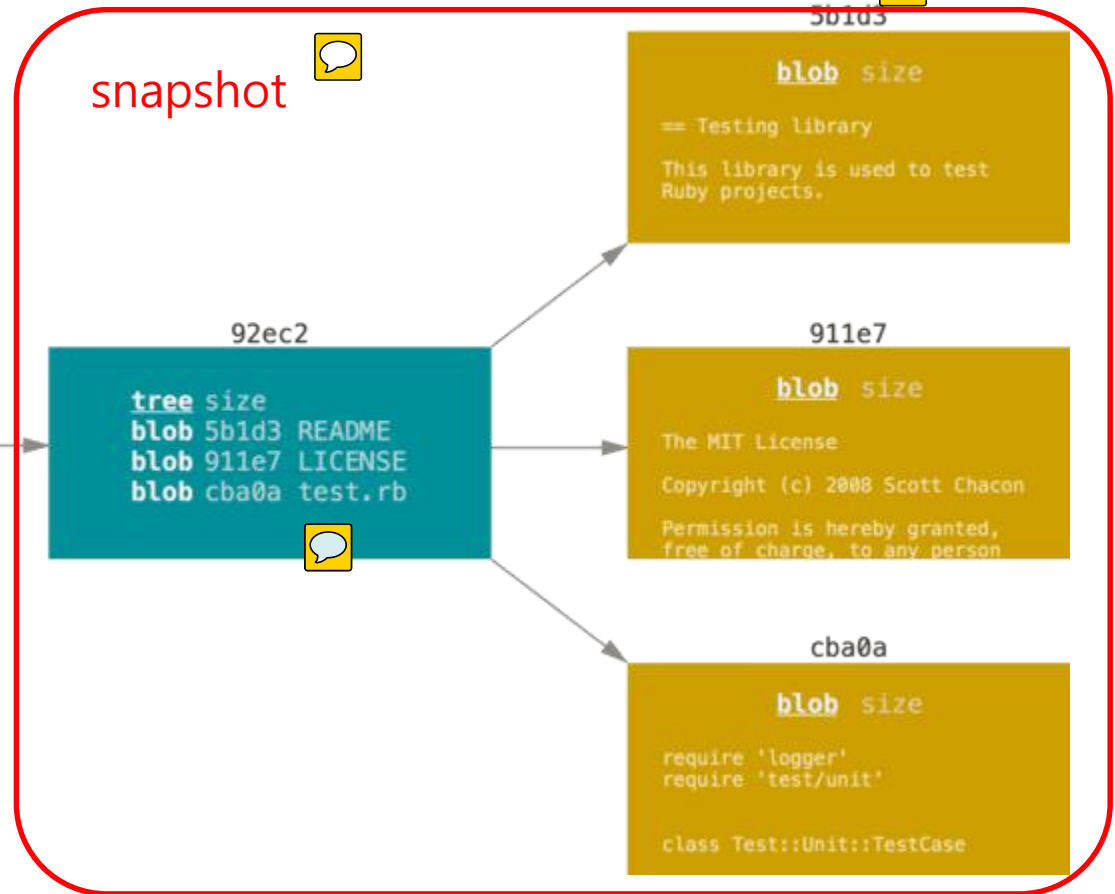 snapshot
92ec2
tree size
blob 5b1d3 README
blob 911e7 LICENSE
blob cba0a test.rb
5b1d3
blob size
== Testing library
This library is used to test
Ruby projects.
911e7
blob size
The MIT License
Copyright (c) 2008 Scott Chacon
Permission is hereby granted,
free of charge, to any person
cba0a
blob size
require 'logger'
require 'test/unit'
class Test::Unit::TestCase